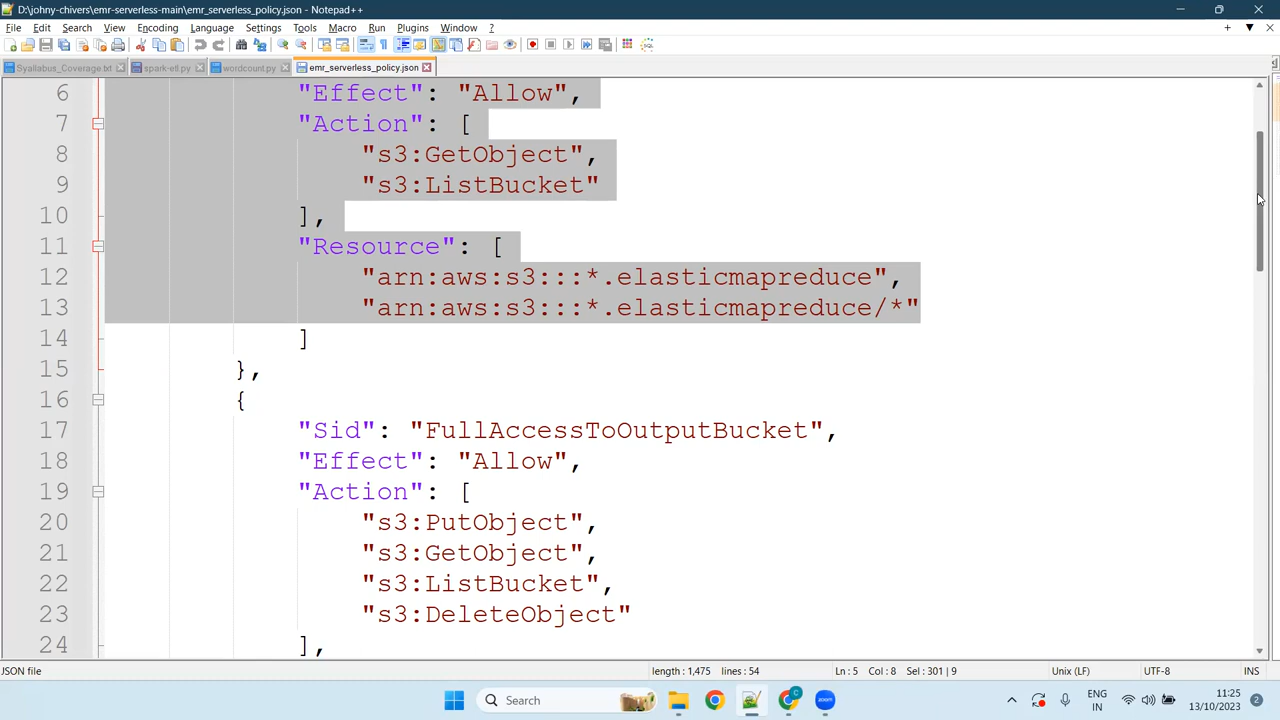 D:\johny-chivers\emr-serverless-main\emr_serverless_policy.json - Notepad++
File Edit Search View Encoding Language Settings Tools Macro Run Plugins Window ?
Syallabus_Coverage.txt spark-etl.py wordcount.py emr_serverless_policy.json
6 "Effect": "Allow",
7 "Action": [
8 "s3:GetObject",
9 "s3:ListBucket"
10 ],
11 "Resource": [
12 "arn:aws:s3:::*.elasticmapreduce",
13 "arn:aws:s3:::*.elasticmapreduce/*"
14 ]
15 },
16 {
17 "Sid": "FullAccessToOutputBucket",
18 "Effect": "Allow",
19 "Action": [
20 "s3:PutObject",
21 "s3:GetObject",
22 "s3:ListBucket",
23 "s3:DeleteObject"
24 ],
JSON file length : 1,475 lines : 54 Ln : 5 Col : 8 Sel : 301 | 9 Unix (LF) UTF-8 INS
Search zoom ENG IN 11:25 13/10/2023 2